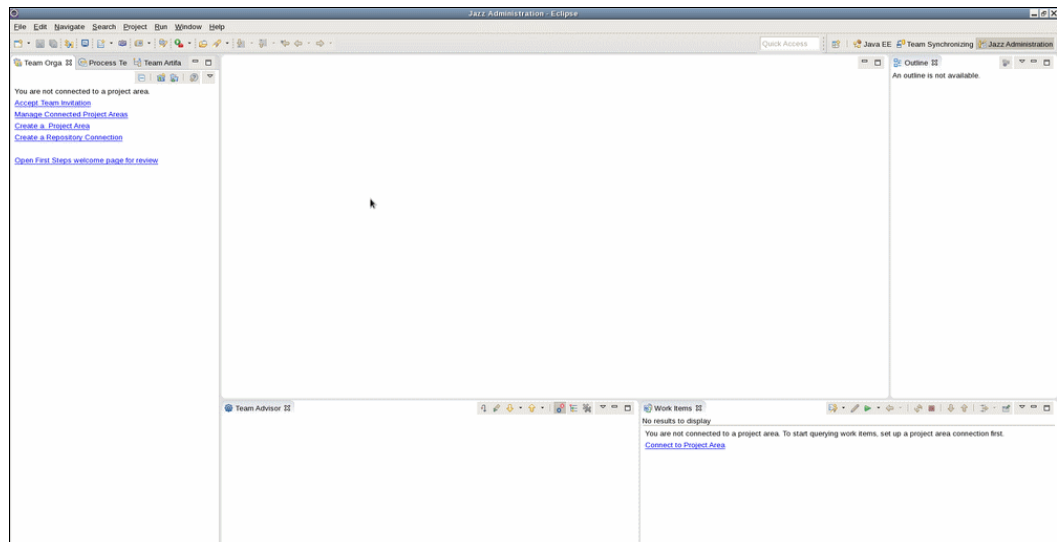 Jazz Administration - Eclipse
File Edit Navigate Search Project Run Window Help
Quick Access
Java EE
Team Synchronizing
Jazz Administration
Team Orga
Process Te
Team Artifa
You are not connected to a project area.
Accept Team Invitation
Manage Connected Project Areas
Create a Project Area
Create a Repository Connection
Open First Steps welcome page for review
Outline
An outline is not available.
Team Advisor
Work Items
No results to display
You are not connected to a project area. To start querying work items, set up a project area connection first.
Connect to Project Area